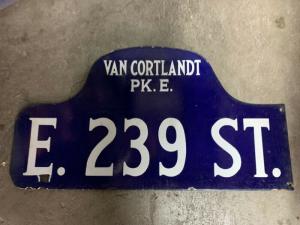 VAN CORTLANDT
PK. E.
E. 239 ST.